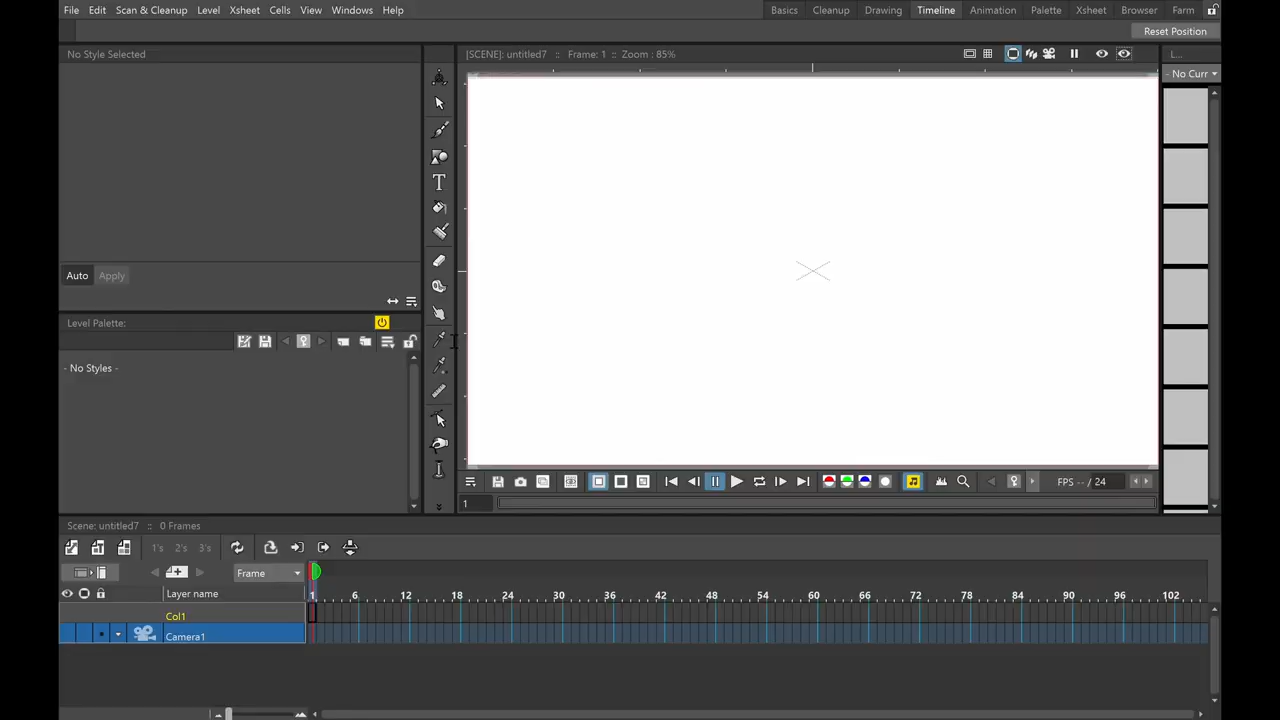 File Edit Scan & Cleanup Level Xsheet Cells View Windows Help Basics Cleanup Drawing Timeline Animation Palette Xsheet Browser Farm
Reset Position
No Style Selected [SCENE]: untitled7 :: Frame: 1 :: Zoom : 85% L...
- No Curr
T
Auto Apply
Level Palette:
- No Styles -
FPS -- / 24
1
Scene: untitled7 :: 0 Frames
1's 2's 3's
Frame
Layer name 1 6 12 18 24 30 36 42 48 54 60 66 72 78 84 90 96 102
Col1
Camera1